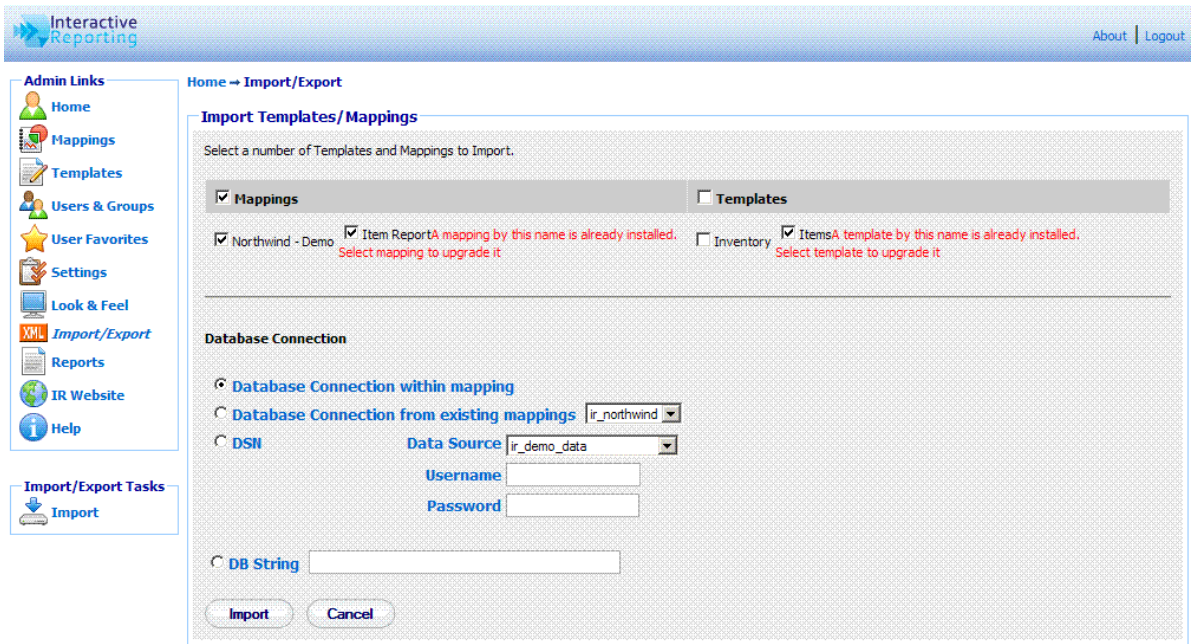 Interactive
Reporting
About | Logout
Admin Links
Home
Mappings
Templates
Users & Groups
User Favorites
Settings
Look & Feel
XML Import/Export
Reports
IR Website
Help
Import/Export Tasks
Import
Home → Import/Export
Import Templates/Mappings
Select a number of Templates and Mappings to Import.
Mappings
Templates
Northwind - Demo
Item ReportA mapping by this name is already installed.
Select mapping to upgrade it
Inventory
ItemsA template by this name is already installed.
Select template to upgrade it
Database Connection
Database Connection within mapping
Database Connection from existing mappings ir_northwind
DSN Data Source ir_demo_data
Username
Password
DB String
Import Cancel